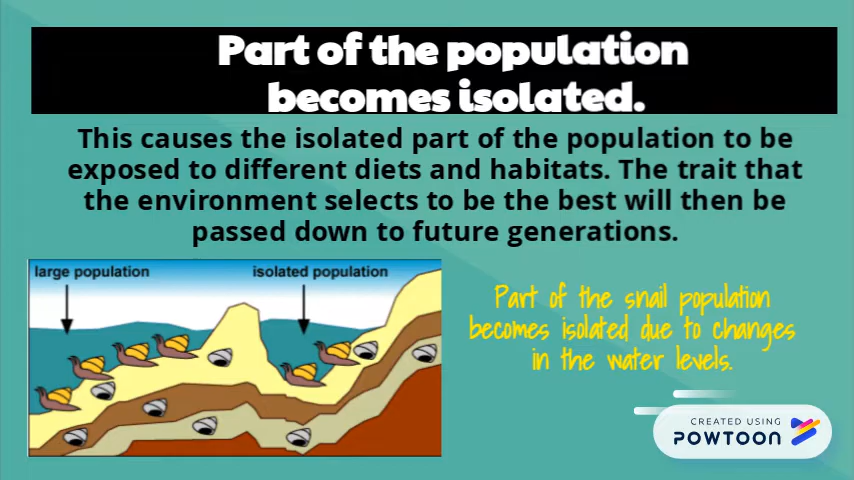 Part of the population
becomes isolated.
This causes the isolated part of the population to be
exposed to different diets and habitats. The trait that
the environment selects to be the best will then be
passed down to future generations.
large population
isolated population
Part of the snail population
becomes isolated due to changes
in the water levels.
CREATED USING
POWTOON